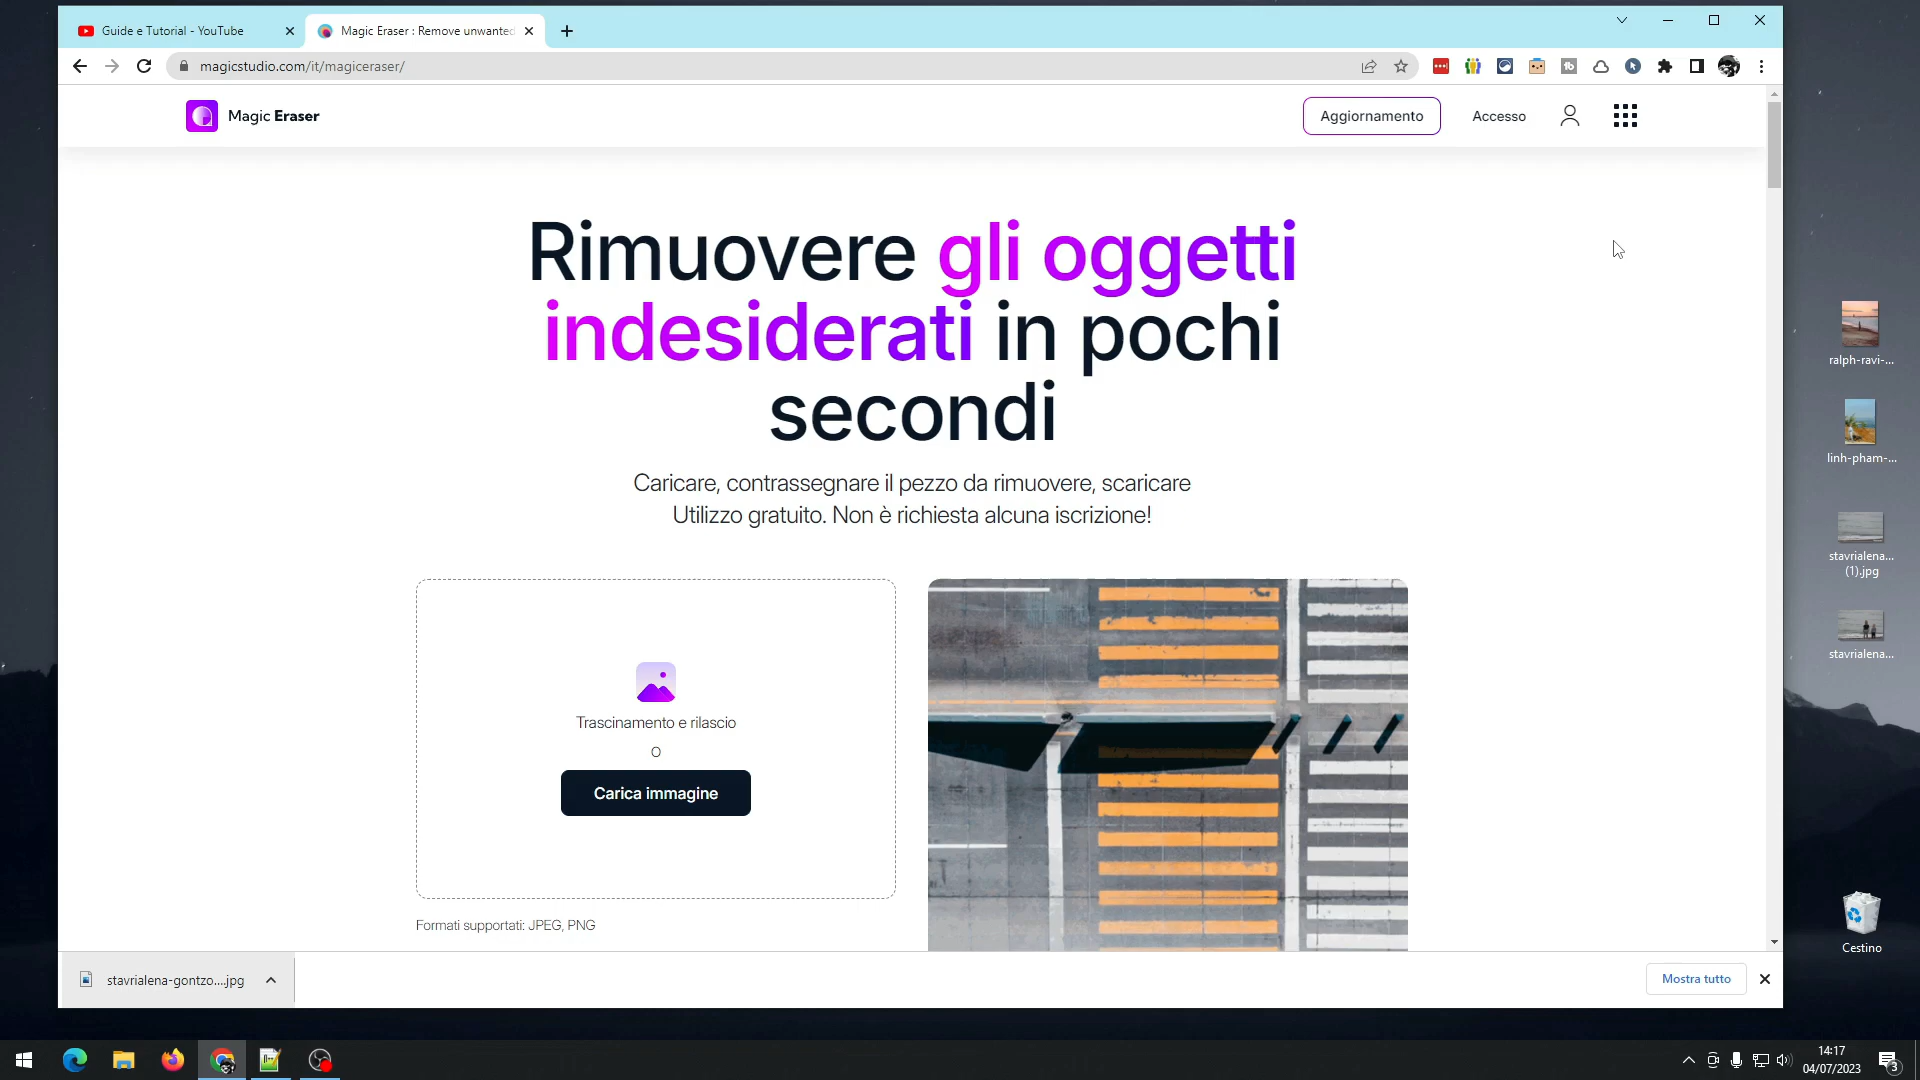 Guide e Tutorial - YouTube
Magic Eraser : Remove unwanted
magicstudio.com/it/magiceraser/
Magic Eraser
Aggiornamento
Accesso
Rimuovere gli oggetti
indesiderati in pochi
secondi
Caricare, contrassegnare il pezzo da rimuovere, scaricare
Utilizzo gratuito. Non è richiesta alcuna iscrizione!
Trascinamento e rilascio
O
Carica immagine
Formati supportati: JPEG, PNG
ralph-ravi-...
linh-pham-...
stavrialena...
(1).jpg
stavrialena...
Cestino
stavrialena-gontzo....jpg
Mostra tutto
14:17
04/07/2023
3